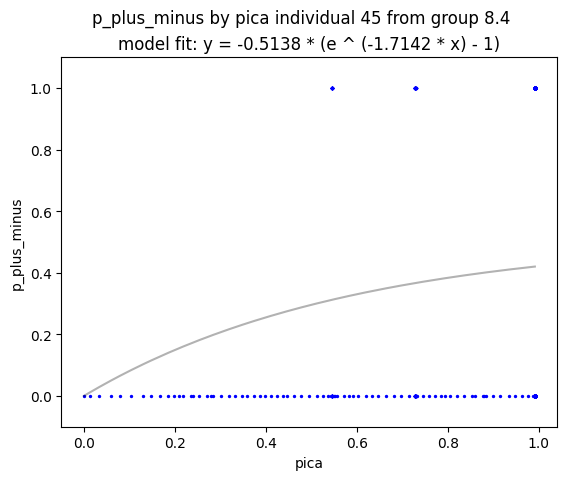 p_plus_minus by pica individual 45 from group 8.4
model fit: y = -0.5138 * (e ^ (-1.7142 * x) - 1)
1.0
0.8
0.6
0.4
0.2
0.0
p_plus_minus
0.0 0.2 0.4 0.6 0.8 1.0
pica